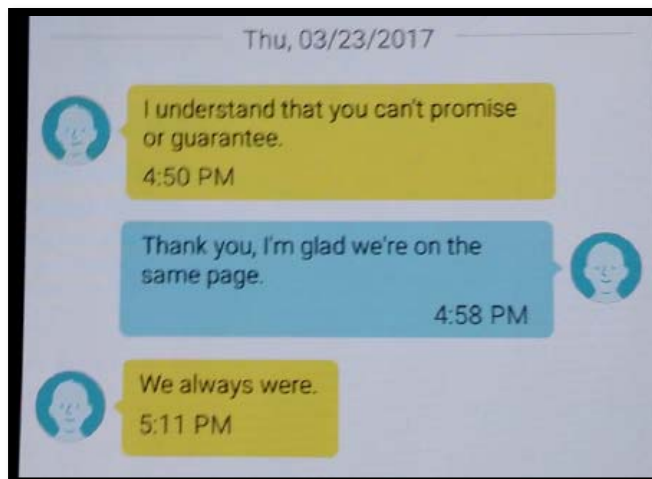 Thu, 03/23/2017
I understand that you can't promise
or guarantee.
4:50 PM
Thank you, I'm glad we're on the
same page.
4:58 PM
We always were.
5:11 PM